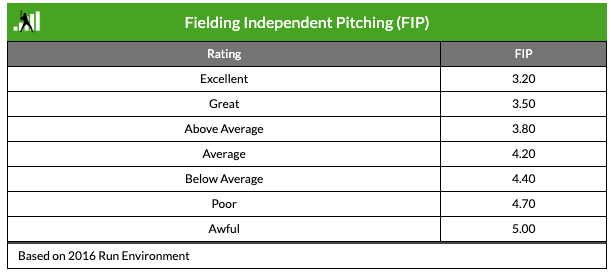 Fielding Independent Pitching (FIP)
Rating FIP
Excellent 3.20
Great 3.50
Above Average 3.80
Average 4.20
Below Average 4.40
Poor 4.70
Awful 5.00
Based on 2016 Run Environment